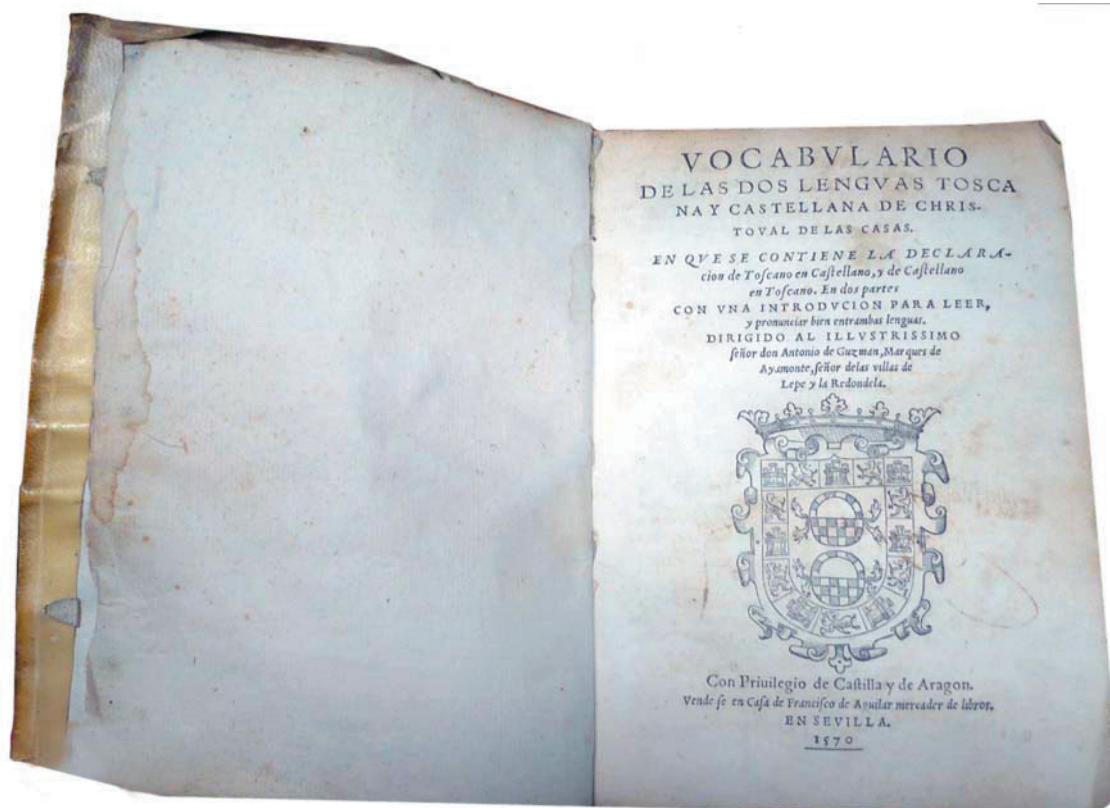 VOCABVLARIO
DE LAS DOS LENGVAS TOSCA
NA Y CASTELLANA DE CHRIS-
TOVAL DE LAS CASAS.
EN QVE SE CONTIENE LA DECLARA-
cion de Toſcano en Caſtellano, y de Caſtellano
en Toſcano. En dos partes
CON VNA INTRODVCION PARA LEER,
y pronunciar bien entrambas lenguas.
DIRIGIDO AL ILLVSTRISSIMO
ſeñor don Antonio de Guzman, Marques de
Ayamonte, ſeñor delas villas de
Lepe y la Redondela.
Con Priuilegio de Caſtilla y de Aragon.
Vende ſe en Caſa de Franciſco de Aguilar mercader de libros.
EN SEVILLA.
1570